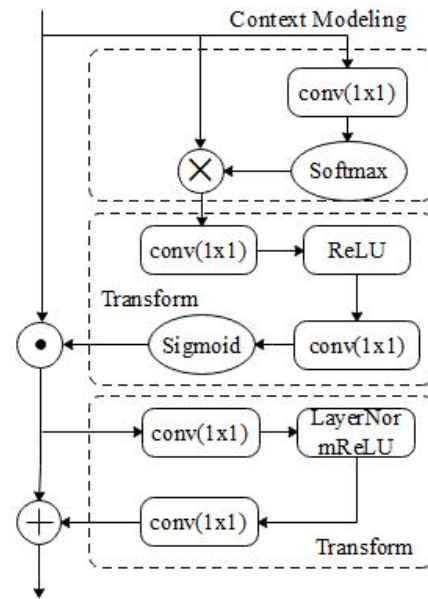 Context Modeling
conv(1x1)
Softmax
conv(1x1)
ReLU
Transform
Sigmoid
conv(1x1)
conv(1x1)
LayerNor
mReLU
conv(1x1)
Transform